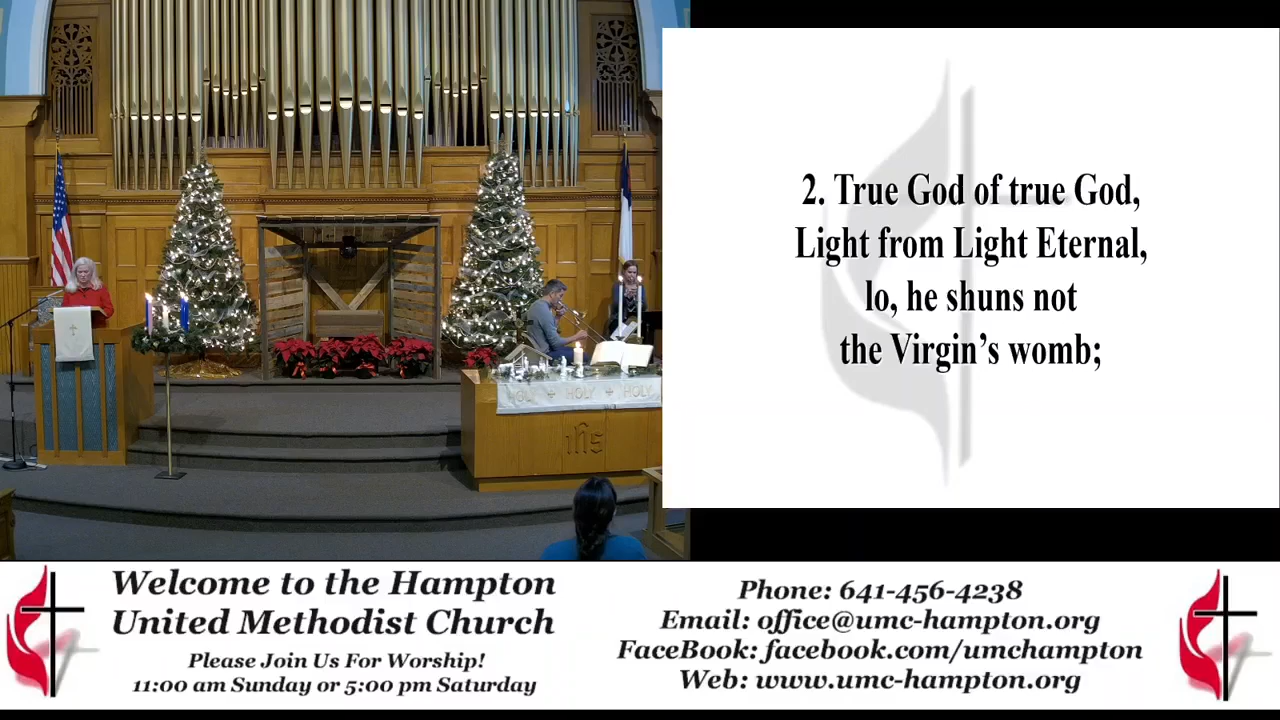 2. True God of true God,
Light from Light Eternal,
lo, he shuns not
the Virgin's womb;
HOLY + HOLY + HOLY
ihs
Welcome to the Hampton
United Methodist Church
Please Join Us For Worship!
11:00 am Sunday or 5:00 pm Saturday
Phone: 641-456-4238
Email: office@umc-hampton.org
FaceBook: facebook.com/umchampton
Web: www.umc-hampton.org